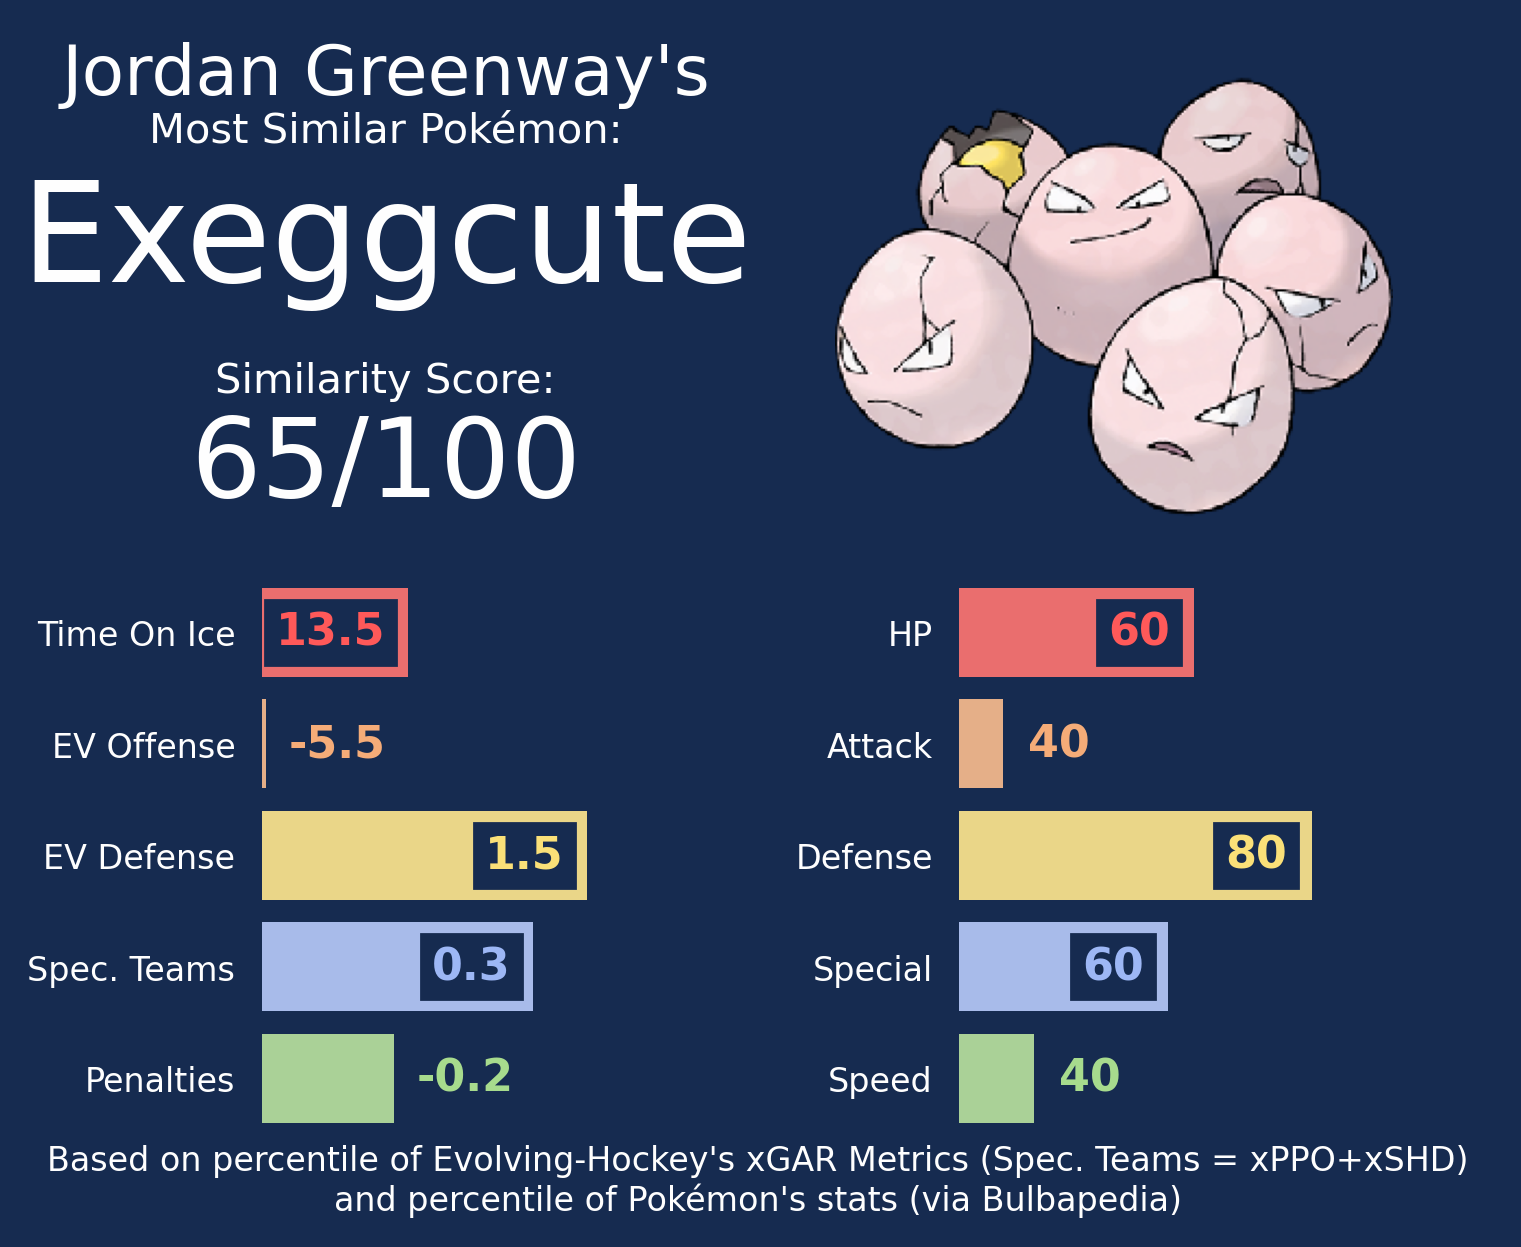 Jordan Greenway's
Most Similar Pokémon:
Exeggcute
Similarity Score:
65/100
Time On Ice 13.5
EV Offense -5.5
EV Defense 1.5
Spec. Teams 0.3
Penalties -0.2
HP 60
Attack 40
Defense 80
Special 60
Speed 40
Based on percentile of Evolving-Hockey's xGAR Metrics (Spec. Teams = xPPO+xSHD)
and percentile of Pokémon's stats (via Bulbapedia)